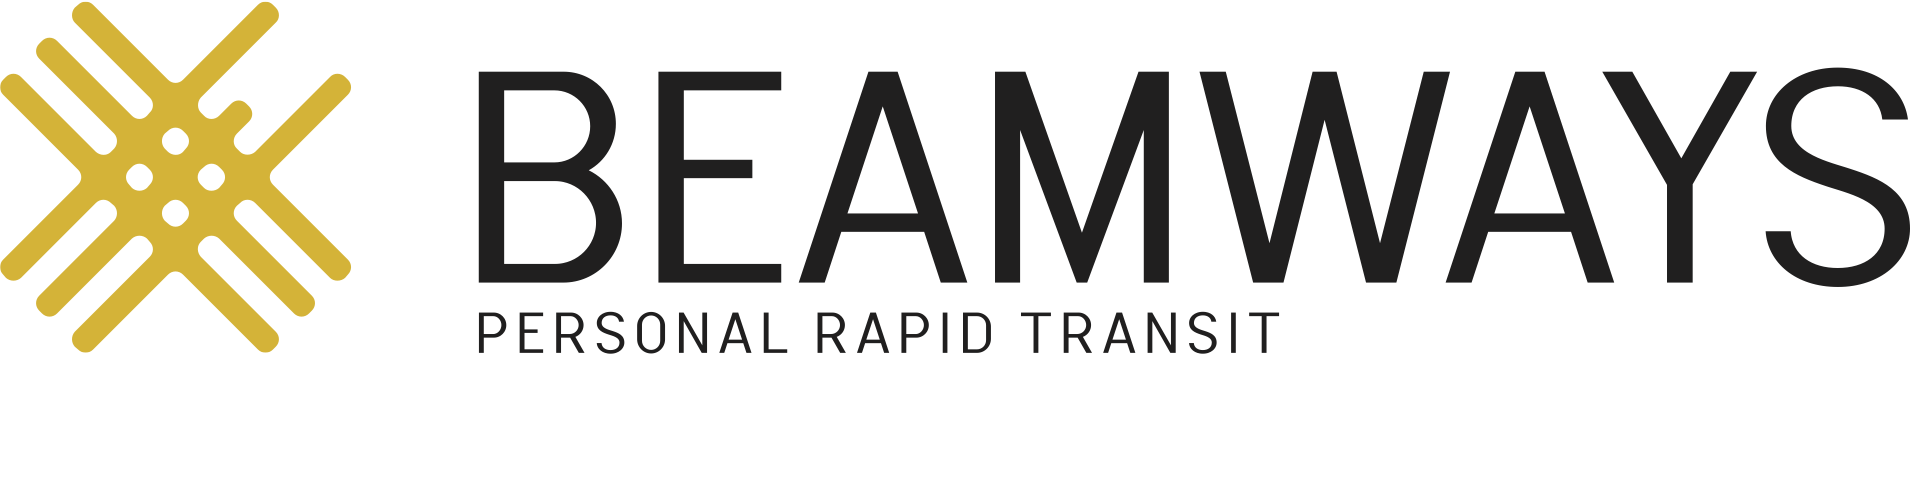 BEAMWAYS
PERSONAL RAPID TRANSIT